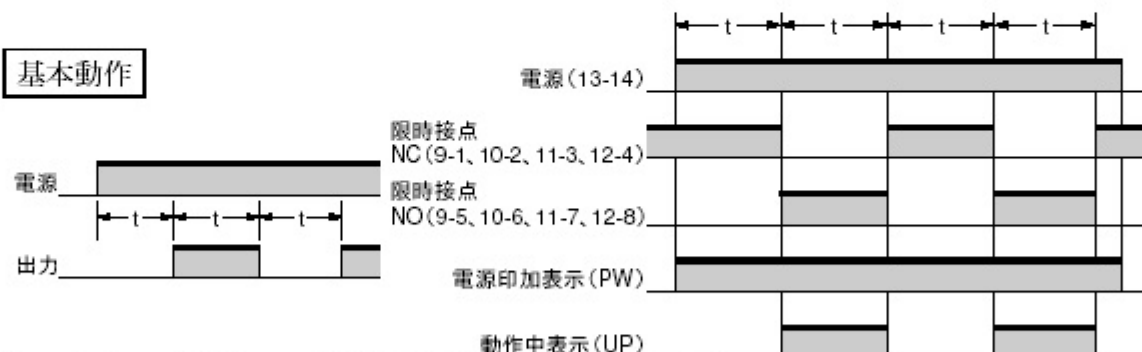 基本動作
電源
t t t
出力
t t t t
電源(13-14)
限時接点
NC(9-1、10-2、11-3、12-4)
限時接点
NO(9-5、10-6、11-7、12-8)
電源印加表示(PW)
動作中表示(UP)